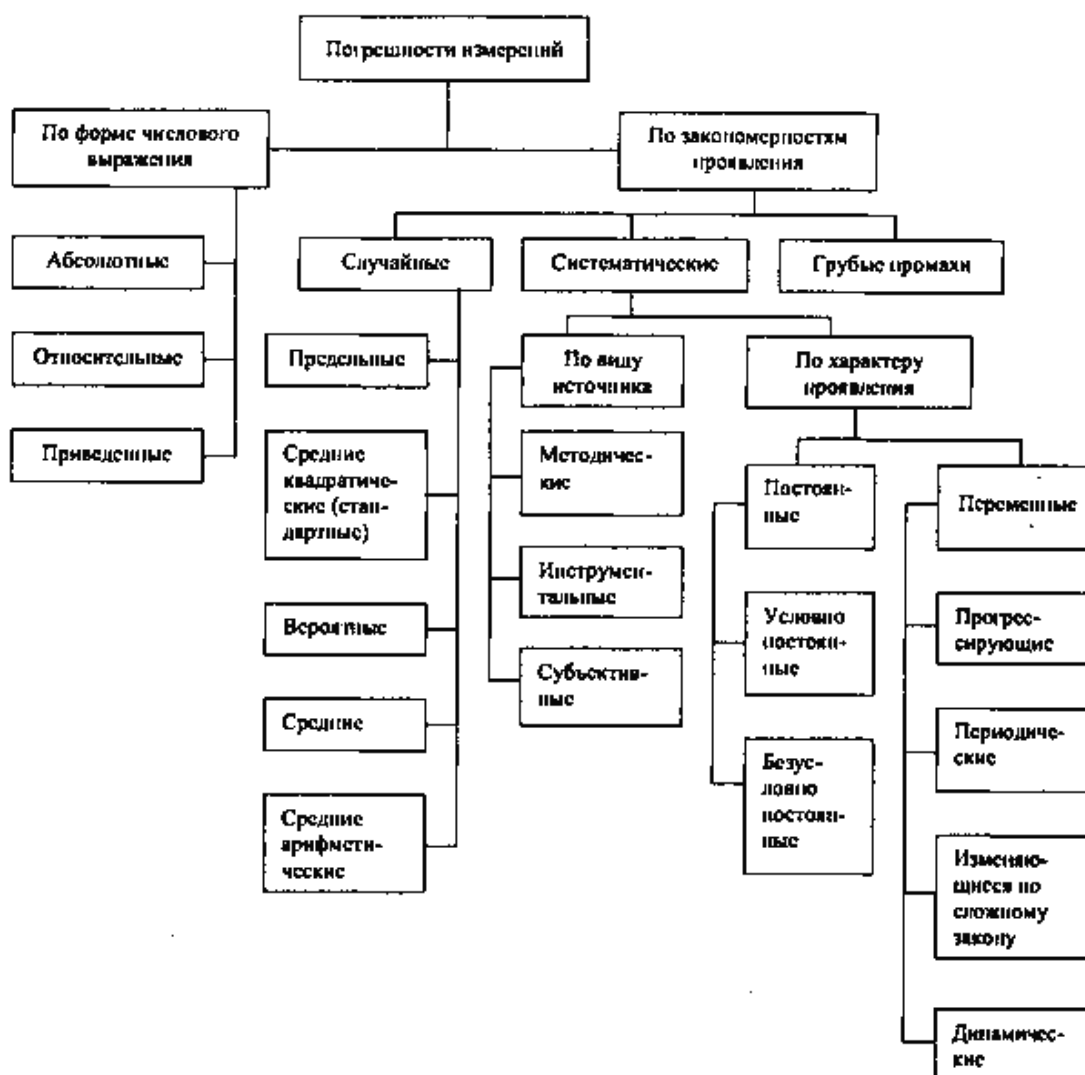 Погрешности измерений
По форме числового
выражения
По закономерностям
проявления
Абсолютные
Относительные
Приведенные
Случайные
Систематические
Грубые промахи
Предельные
Средние
квадратиче-
ские (стан-
дартные)
Вероятные
Средние
Средние
арифмети-
ческие
По виду
источника
Методичес-
кие
Инструмен-
тальные
Субъектив-
ные
По характеру
проявления
Постоян-
ные
Условно
постоян-
ные
Безус-
ловно
постоян-
ные
Переменные
Прогрес-
сирующие
Периодиче-
ские
Изменяю-
щиеся по
сложному
закону
Динамичес-
кие